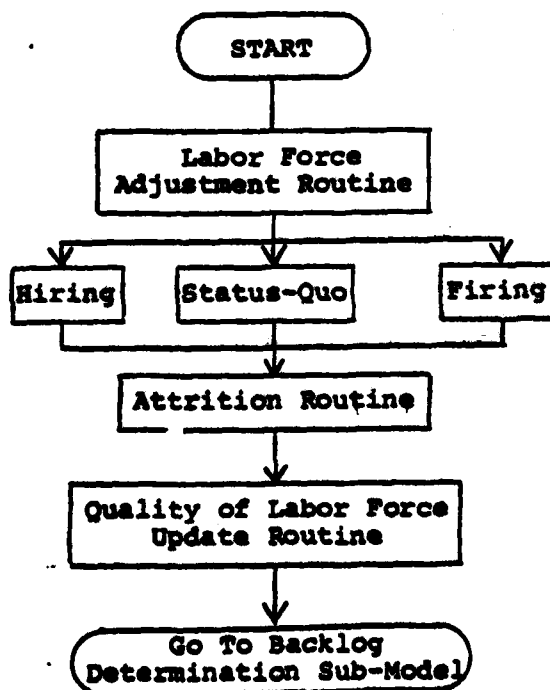 START
Labor Force
Adjustment Routine
Hiring
Status-Quo
Firing
Attrition Routine
Quality of Labor Force
Update Routine
Go To Backlog
Determination Sub-Model